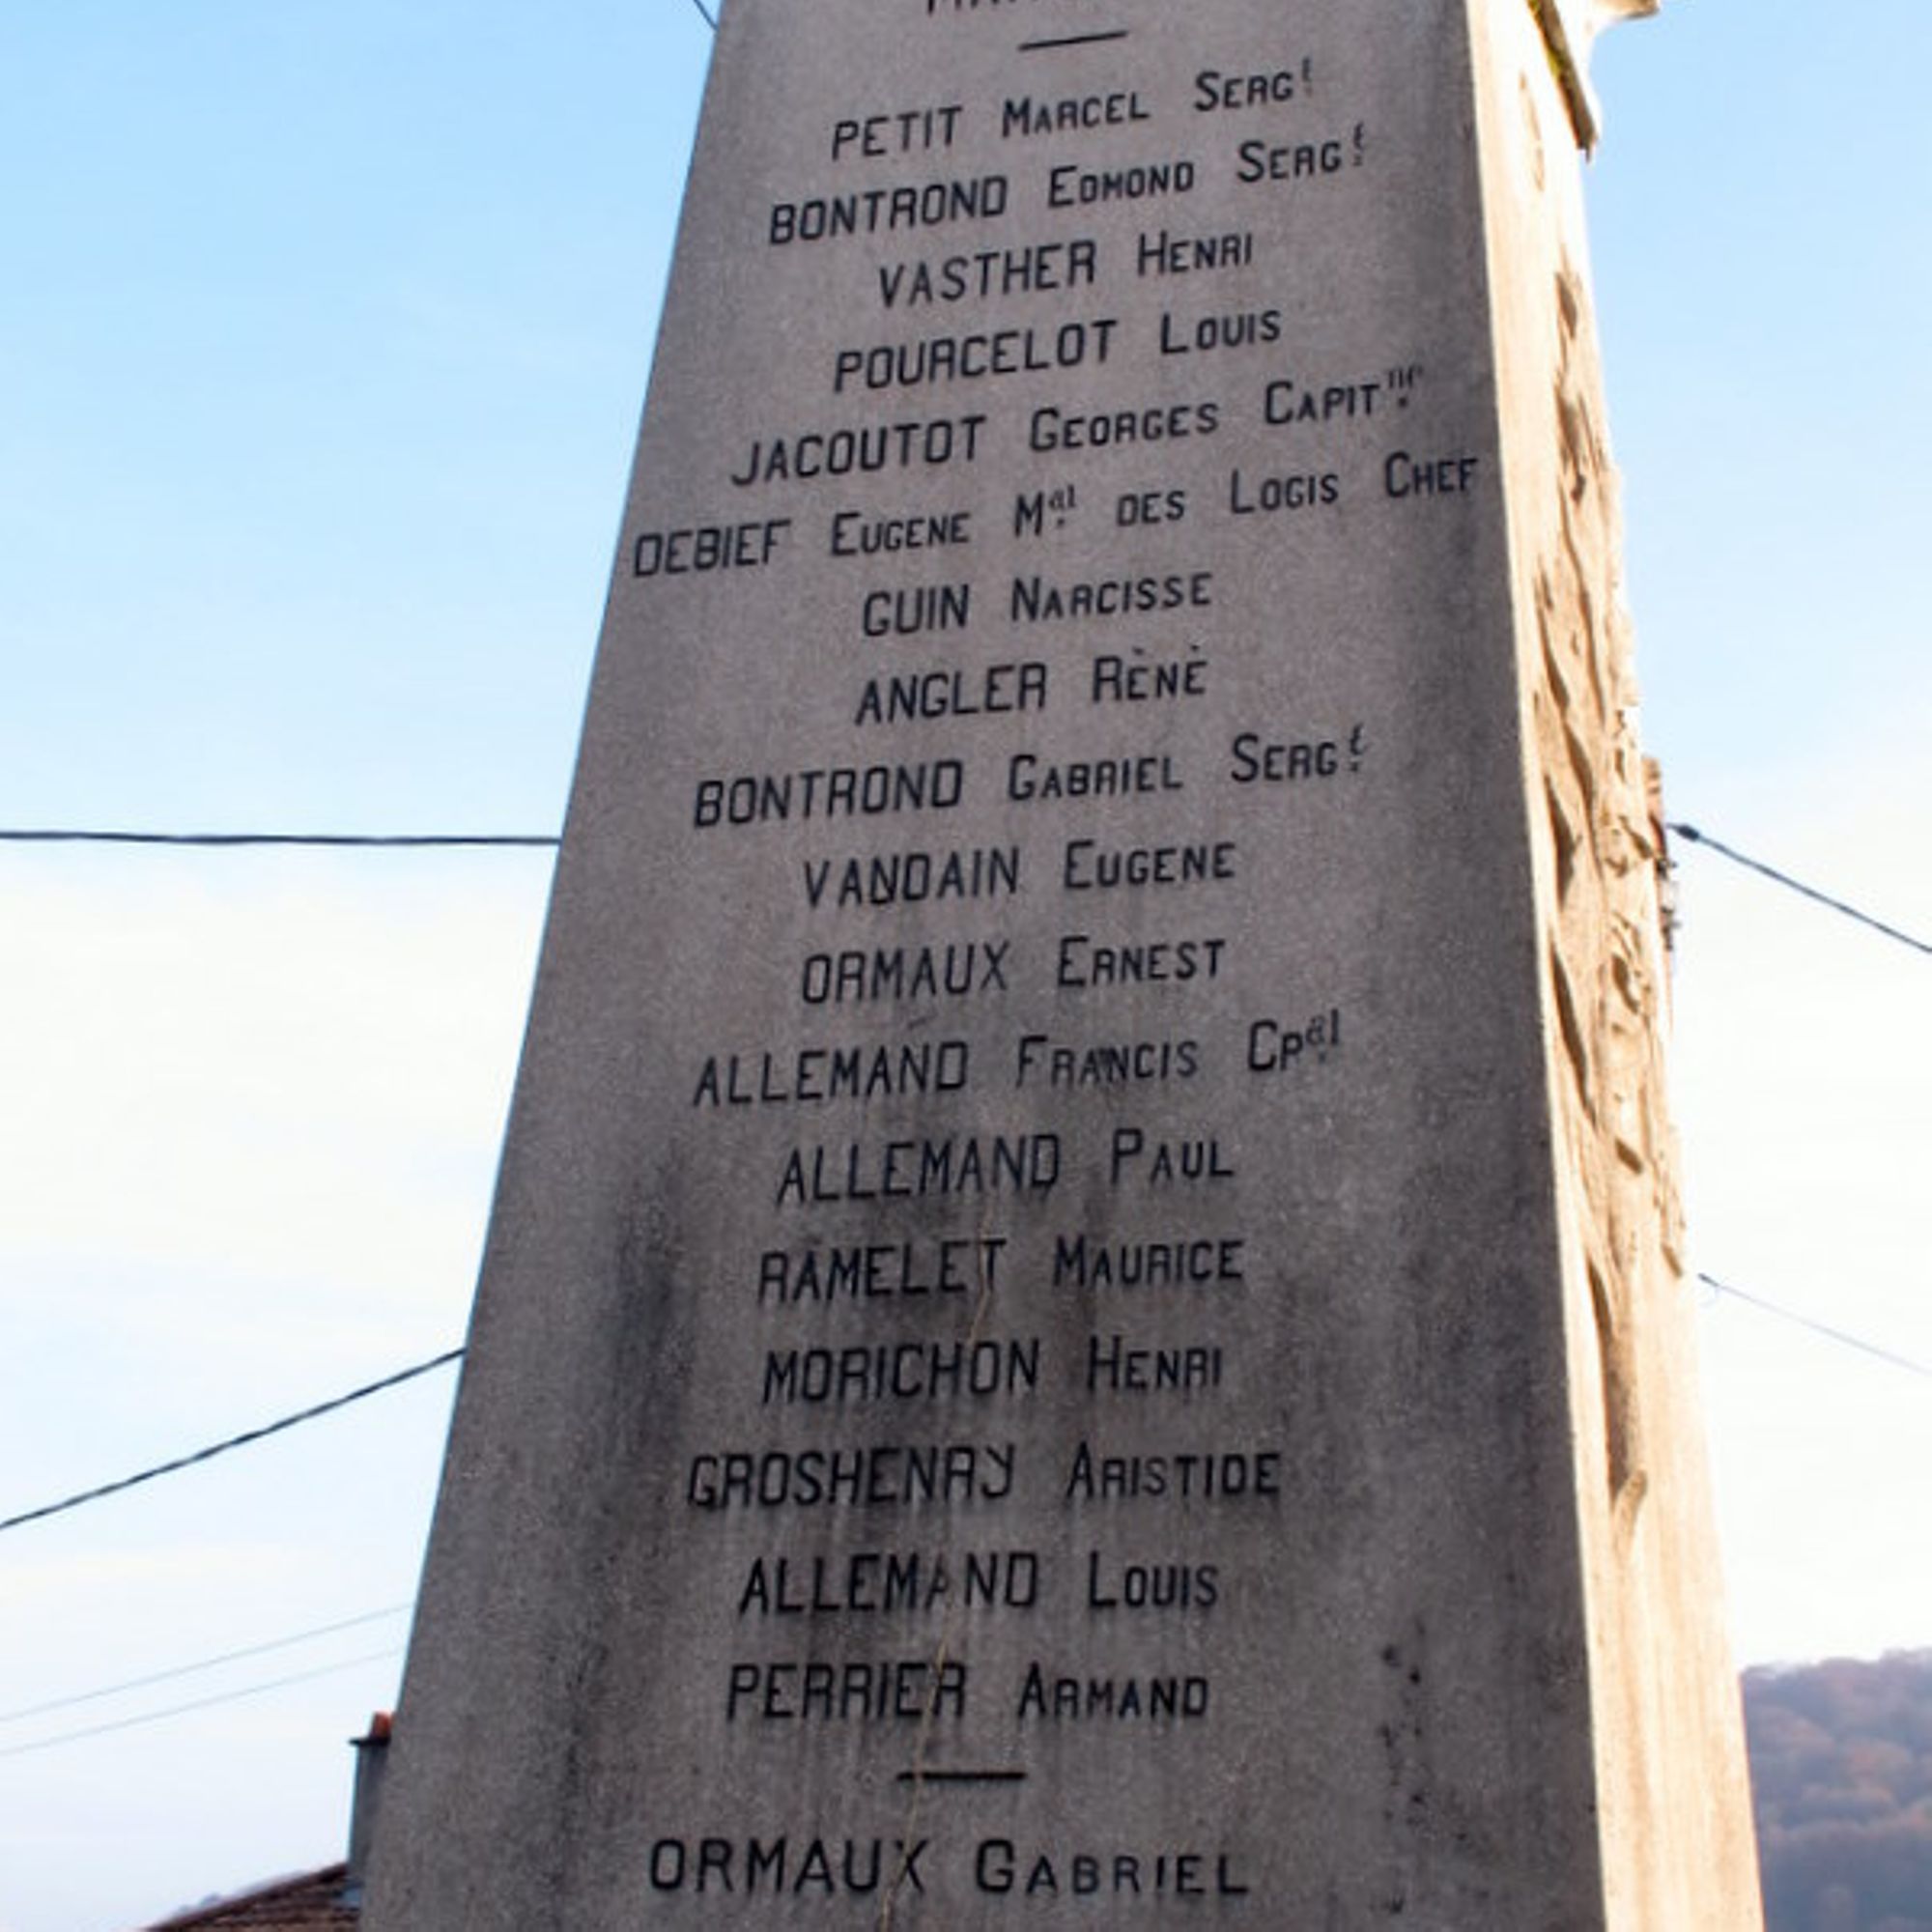 PETIT MARCEL SERGT
BONTROND EDMOND SERGT
VASTHER HENRI
POURCELOT LOUIS
JACOUTOT GEORGES CAPITNE
DEBIEF EUGENE MAL DES LOGIS CHEF
GUIN NARCISSE
ANGLER RÈNÈ
BONTROND GABRIEL SERGT
VANDAIN EUGENE
ORMAUX ERNEST
ALLEMAND FRANCIS CPAL
ALLEMAND PAUL
RAMELET MAURICE
MORICHON HENRI
GROSHENRY ARISTIDE
ALLEMAND LOUIS
PERRIER ARMAND
ORMAUX GABRIEL